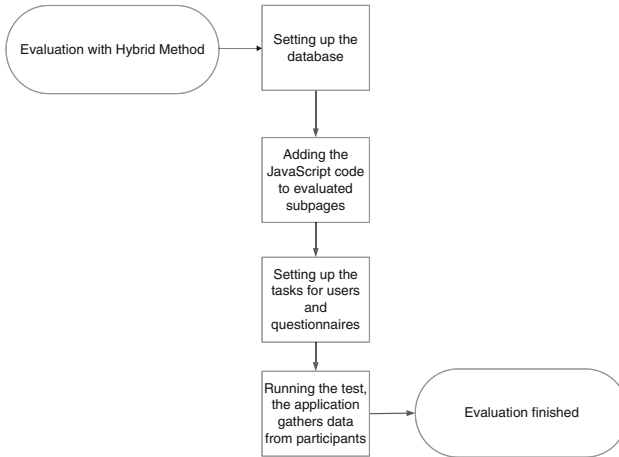 Evaluation with Hybrid Method
Setting up the
database
Adding the
JavaScript code
to evaluated
subpages
Setting up the
tasks for users
and
questionnaires
Running the test,
the application
gathers data
from participants
Evaluation finished